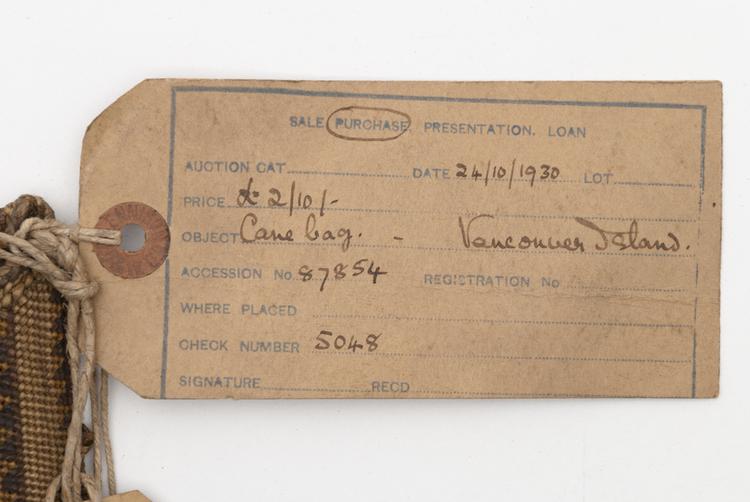 SALE PURCHASE. PRESENTATION. LOAN
AUCTION CAT. DATE 24/10/1930 LOT
PRICE £ 2/10/-
OBJECT Cane bag. - Vancouver Island.
ACCESSION No. 87854 REGISTRATION No
WHERE PLACED
CHECK NUMBER 5048
SIGNATURE RECD